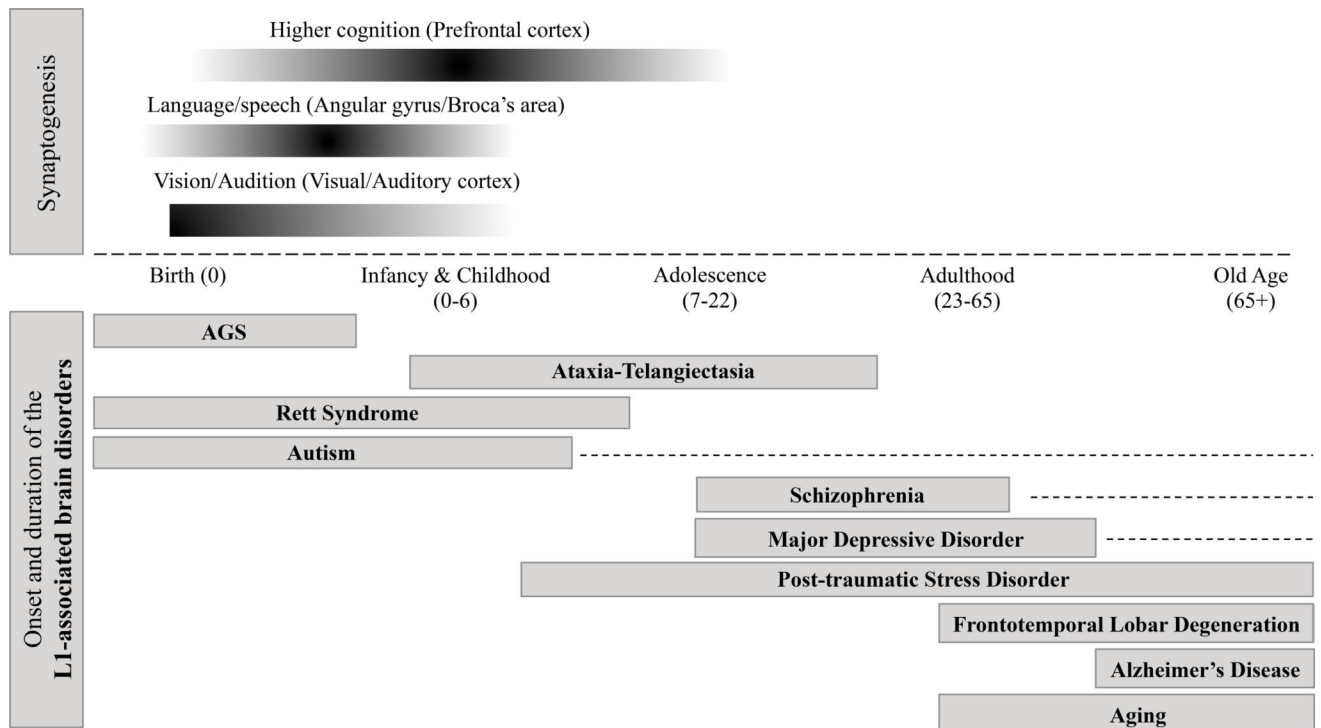 Synaptogenesis
Higher cognition (Prefrontal cortex)
Language/speech (Angular gyrus/Broca's area)
Vision/Audition (Visual/Auditory cortex)
Birth (0)
Infancy & Childhood
(0-6)
Adolescence
(7-22)
Adulthood
(23-65)
Old Age
(65+)
Onset and duration of the
L1-associated brain disorders
AGS
Ataxia-Telangiectasia
Rett Syndrome
Autism
Schizophrenia
Major Depressive Disorder
Post-traumatic Stress Disorder
Frontotemporal Lobar Degeneration
Alzheimer's Disease
Aging